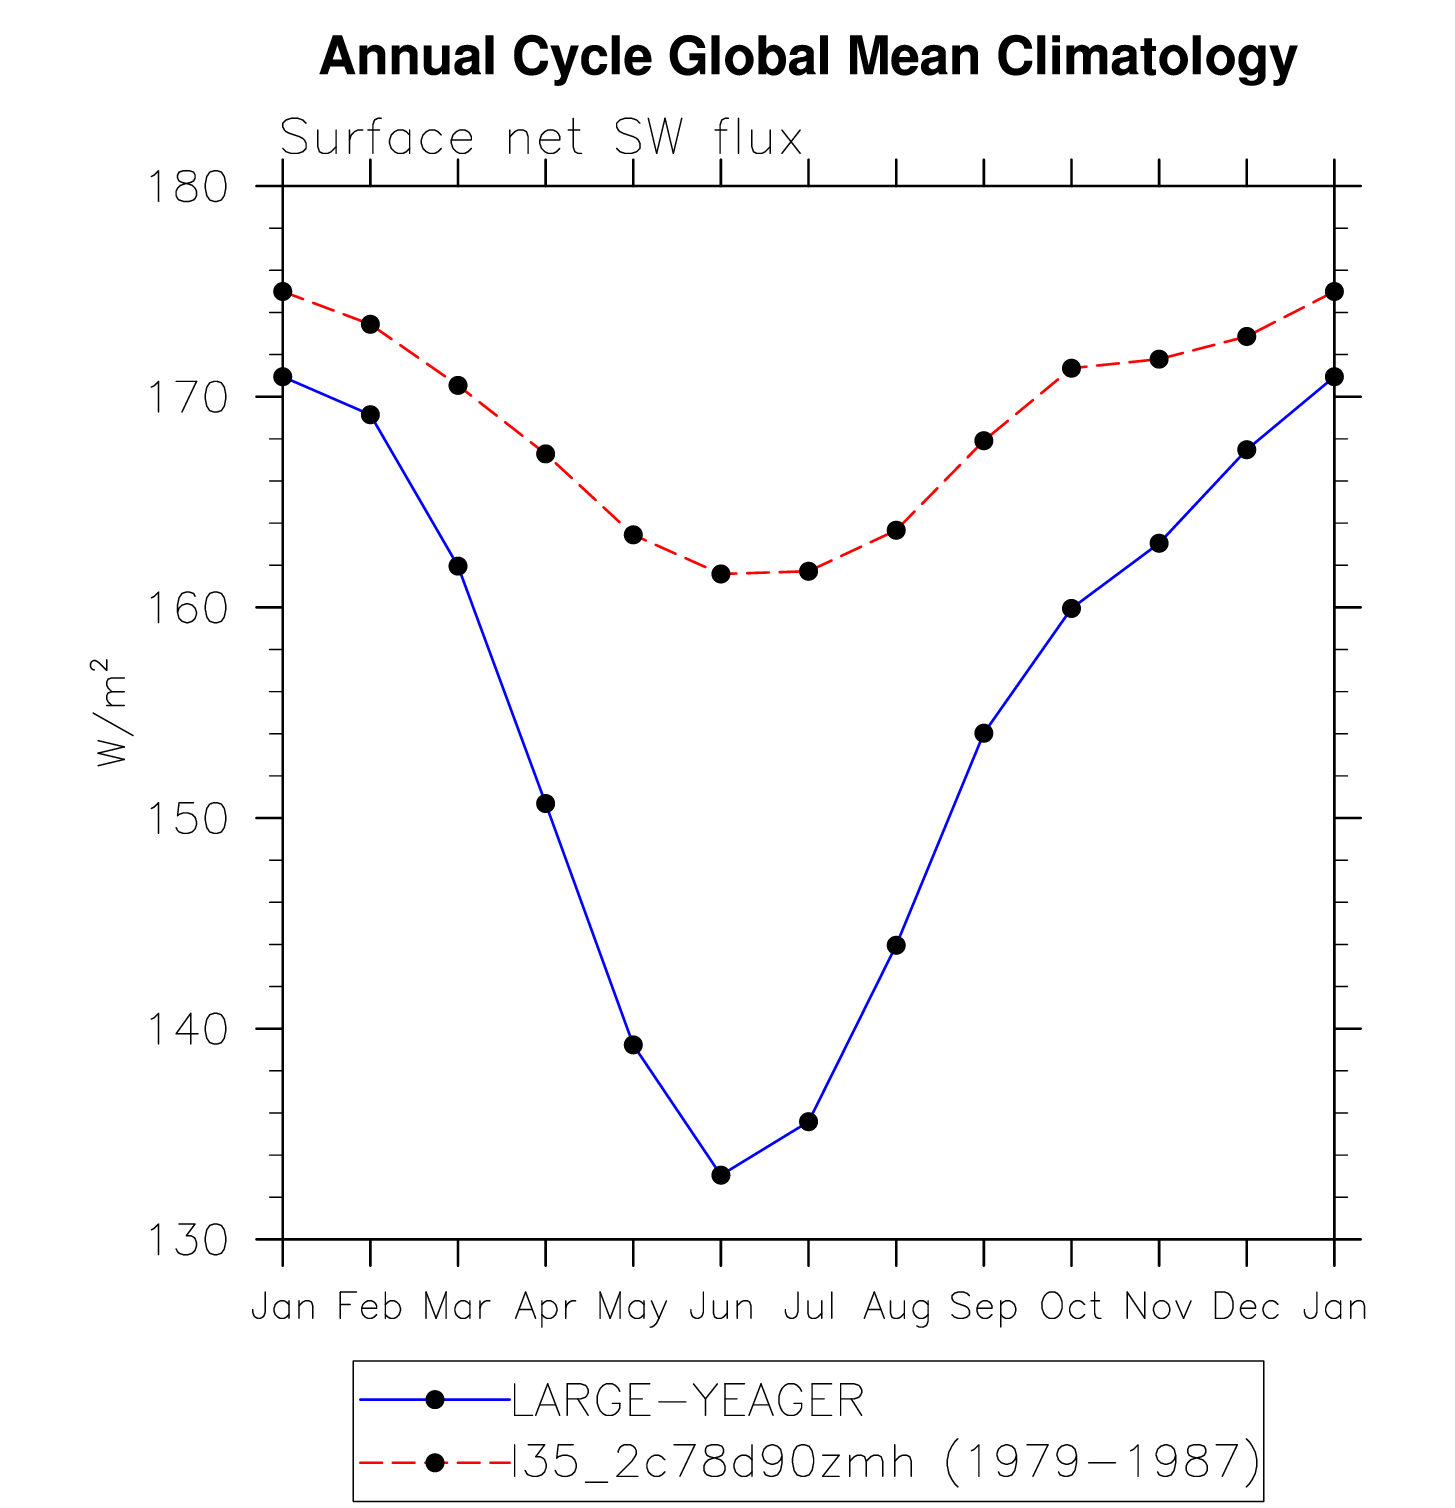 Annual Cycle Global Mean Climatology
Surface net SW flux
180
170
160
150
140
130
W/m²
Jan Feb Mar Apr May Jun Jul Aug Sep Oct Nov Dec Jan
LARGE-YEAGER
I35_2c78d90zmh (1979-1987)